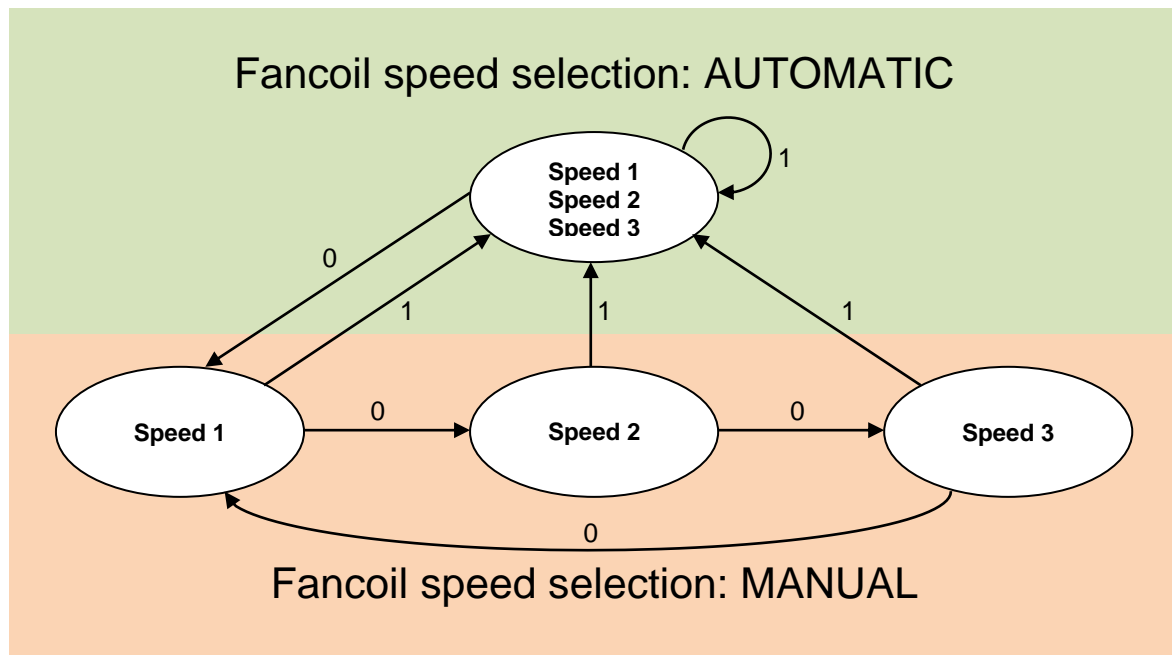 Fancoil speed selection: AUTOMATIC
Speed 1
Speed 2
Speed 3
1
0
1
1
1
Speed 1
0
Speed 2
0
Speed 3
0
Fancoil speed selection: MANUAL